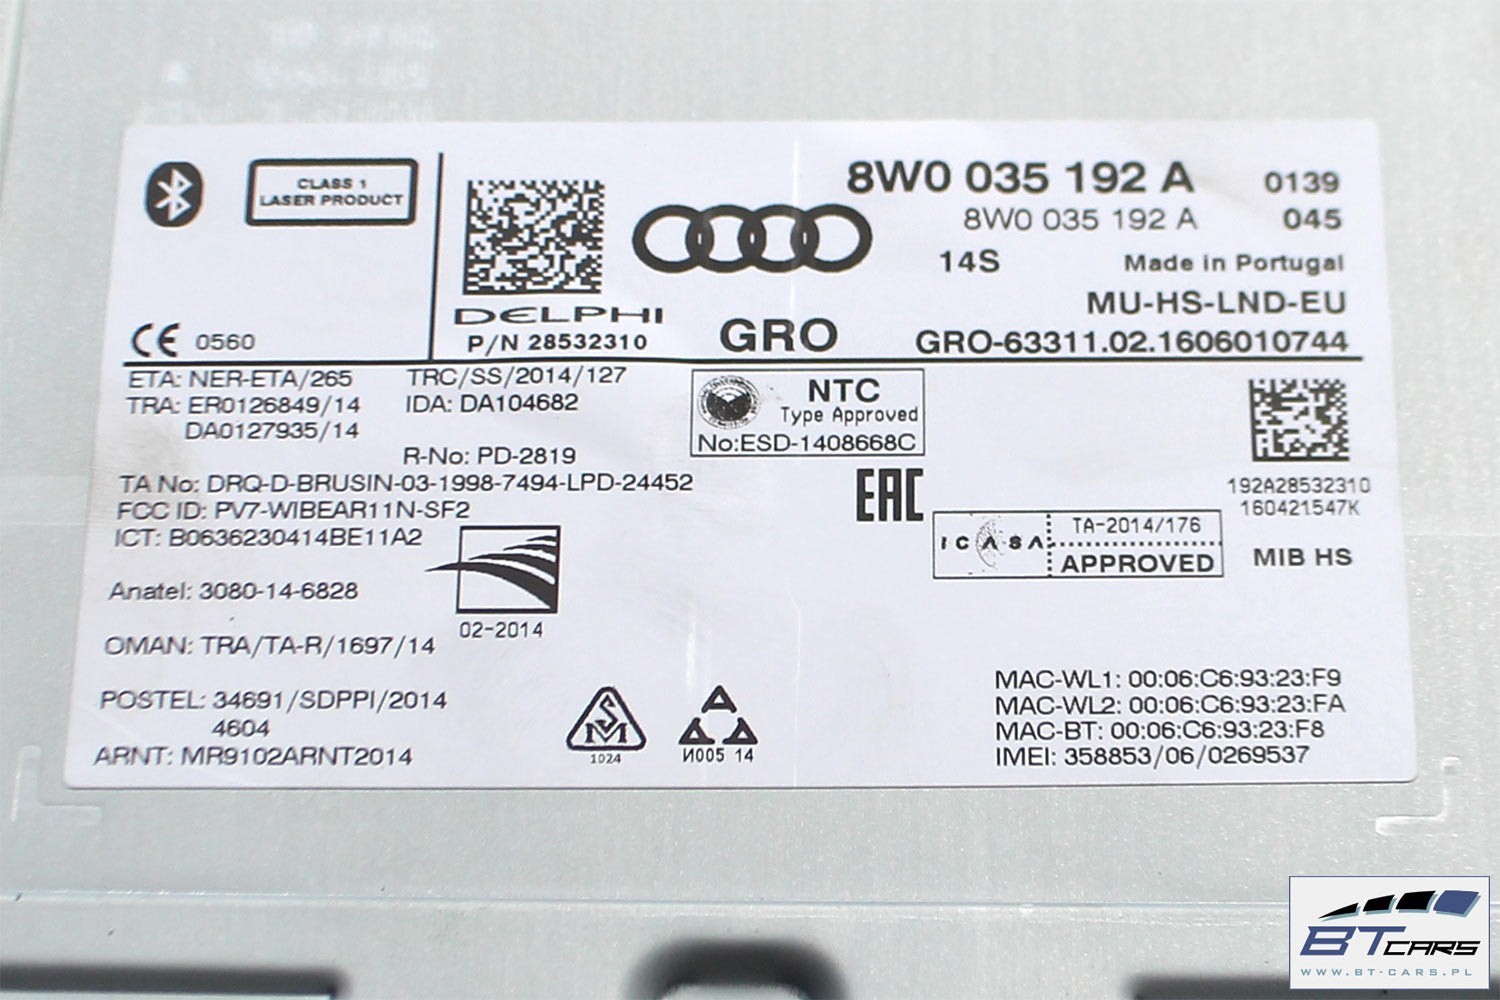 CLASS 1
LASER PRODUCT
CE 0560
DELPHI
P/N 28532310
GRO
8W0 035 192 A 0139
8W0 035 192 A 045
14S Made in Portugal
MU-HS-LND-EU
GRO-63311.02.1606010744
ETA: NER-ETA/265 TRC/SS/2014/127
TRA: ER0126849/14 IDA: DA104682
DA0127935/14
R-No: PD-2819
TA No: DRQ-D-BRUSIN-03-1998-7494-LPD-24452
FCC ID: PV7-WIBEAR11N-SF2
ICT: B0636230414BE11A2
Anatel: 3080-14-6828
02-2014
OMAN: TRA/TA-R/1697/14
POSTEL: 34691/SDPPI/2014
4604
ARNT: MR9102ARNT2014
NTC
Type Approved
No:ESD-1408668C
EAC
ICASA TA-2014/176
APPROVED
192A28532310
160421547K
MIB HS
SM
1024
A
И005 14
MAC-WL1: 00:06:C6:93:23:F9
MAC-WL2: 00:06:C6:93:23:FA
MAC-BT: 00:06:C6:93:23:F8
IMEI: 358853/06/0269537
BT CARS
WWW.BT-CARS.PL